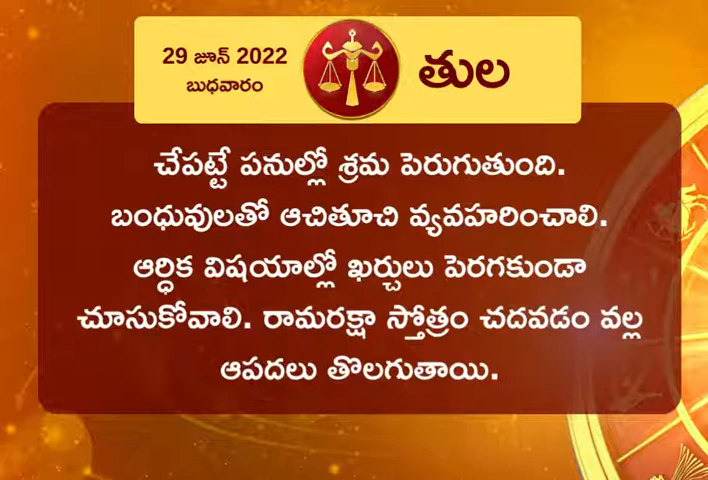 29 జూన్ 2022
బుధవారం
తుల
చేపట్టే పనుల్లో శ్రమ పెరుగుతుంది.
బంధువులతో ఆచితూచి వ్యవహరించాలి.
ఆర్ధిక విషయాల్లో ఖర్చులు పెరగకుండా
చూసుకోవాలి. రామరక్షా స్తోత్రం చదవడం వల్ల
ఆపదలు తొలగుతాయి.